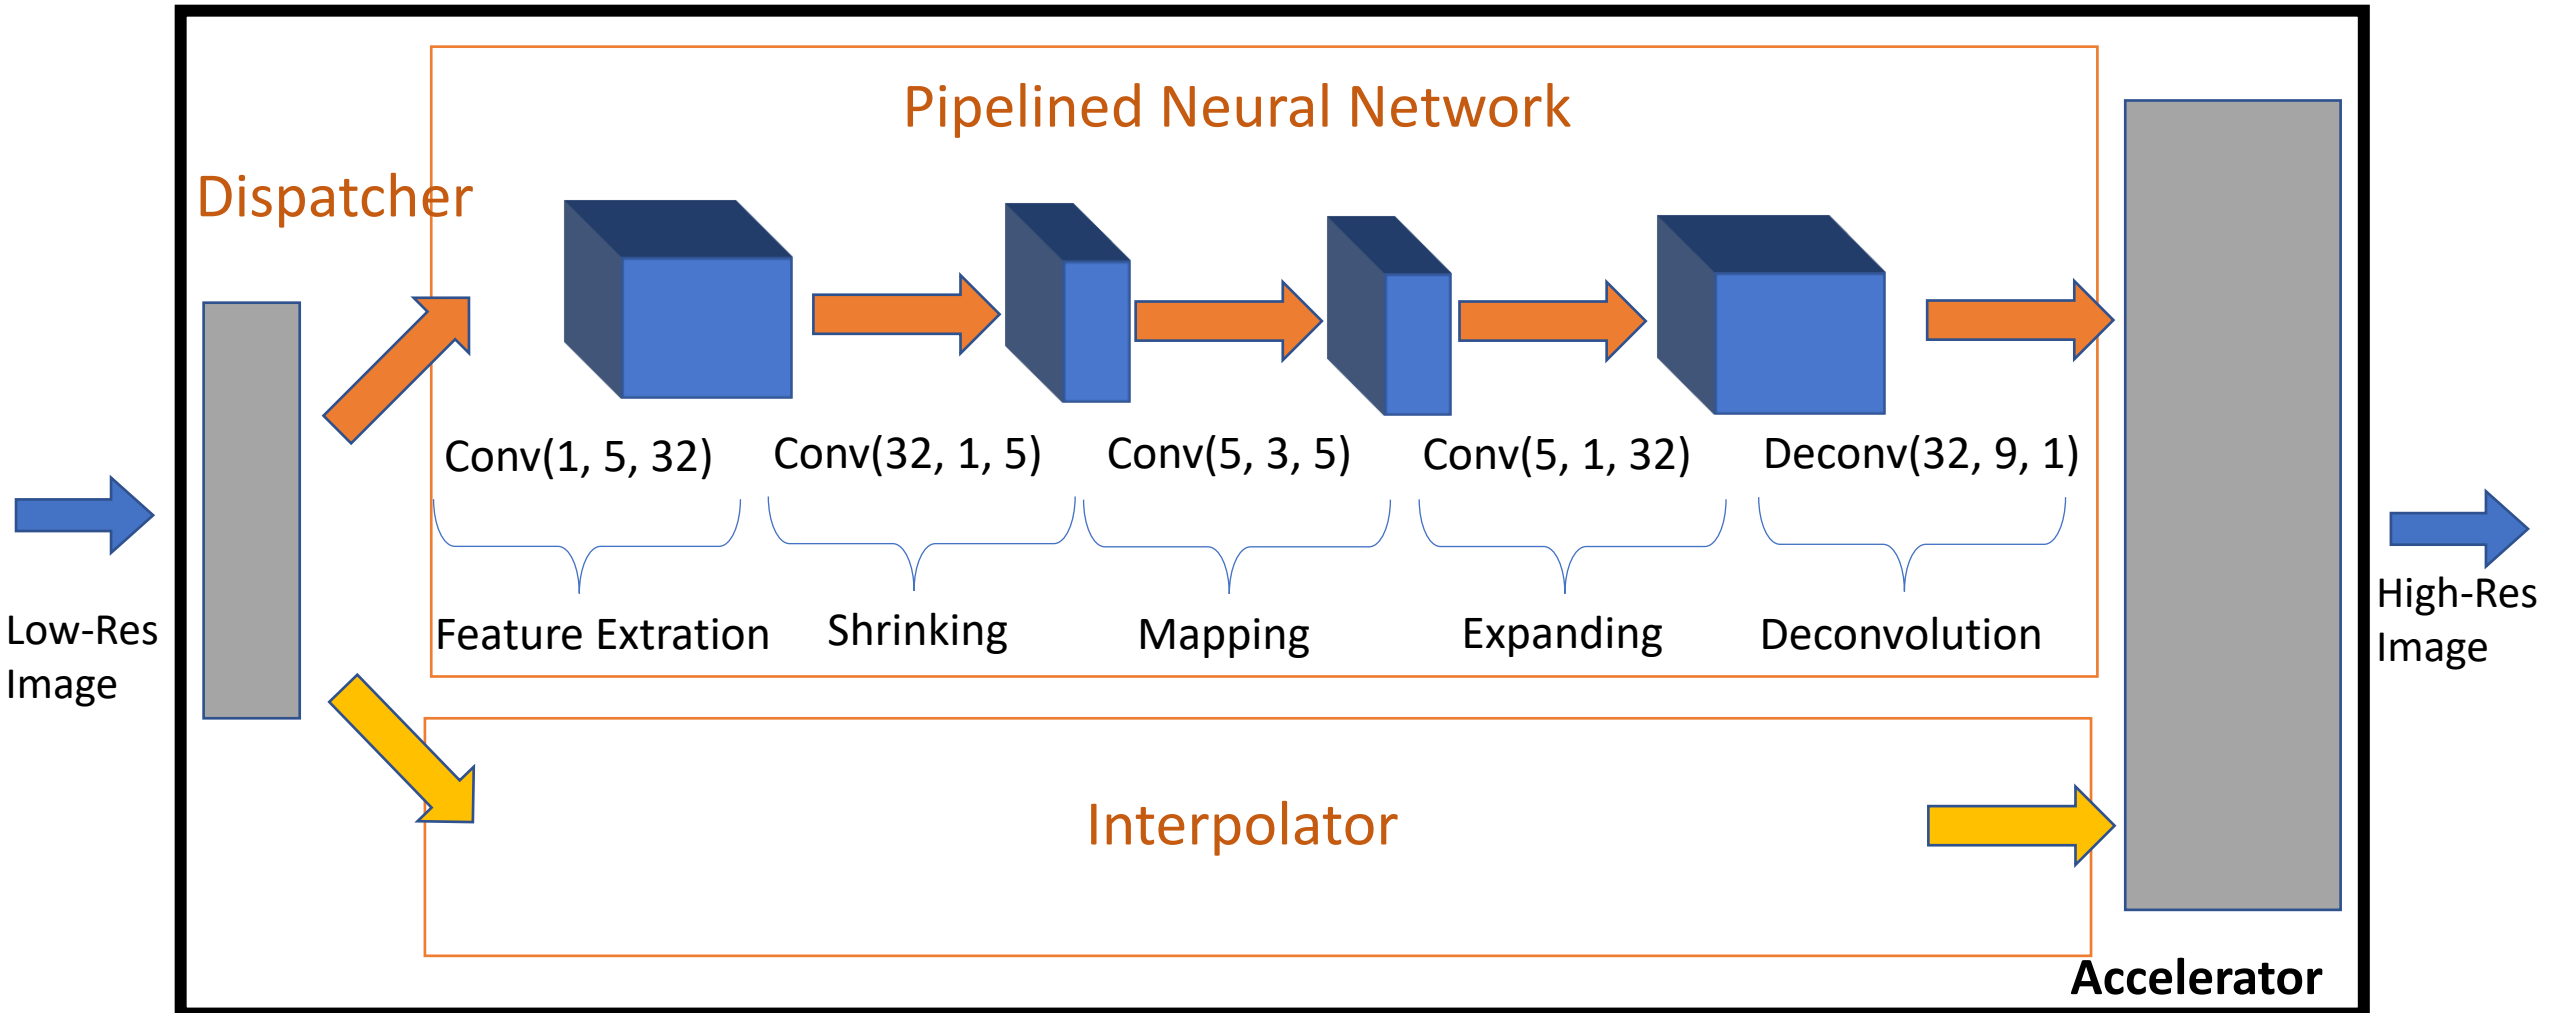 Pipelined Neural Network
Dispatcher
Conv(1, 5, 32)
Conv(32, 1, 5)
Conv(5, 3, 5)
Conv(5, 1, 32)
Deconv(32, 9, 1)
Low-Res
Image
Feature Extration
Shrinking
Mapping
Expanding
Deconvolution
High-Res
Image
Interpolator
Accelerator